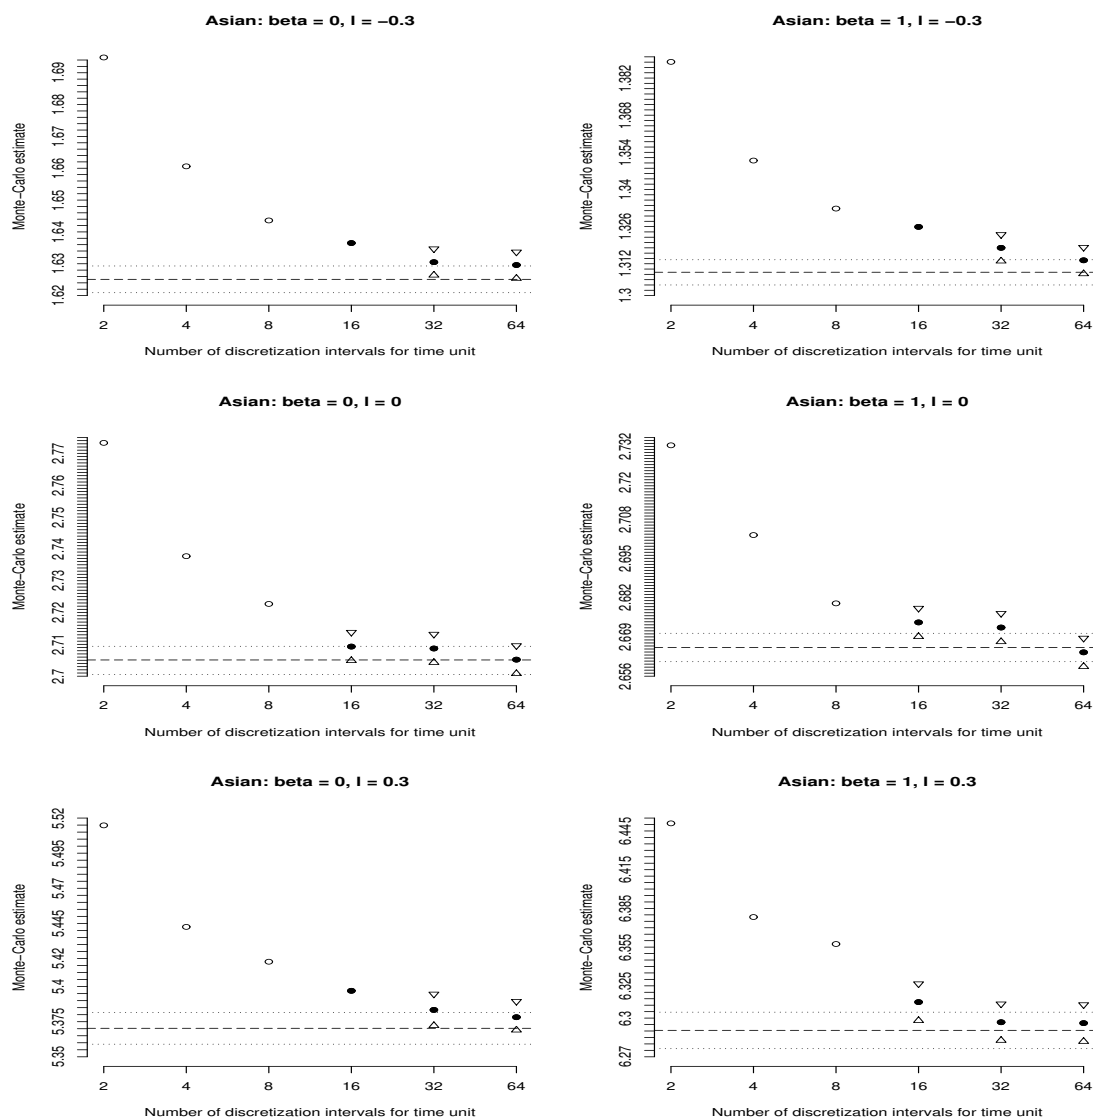 Asian: beta = 0, l = −0.3
Monte−Carlo estimate
1.62 1.63 1.64 1.65 1.66 1.67 1.68 1.69
2 4 8 16 32 64
Number of discretization intervals for time unit
Asian: beta = 1, l = −0.3
Monte−Carlo estimate
1.3 1.312 1.326 1.34 1.354 1.368 1.382
2 4 8 16 32 64
Number of discretization intervals for time unit
Asian: beta = 0, l = 0
Monte−Carlo estimate
2.7 2.71 2.72 2.73 2.74 2.75 2.76 2.77
2 4 8 16 32 64
Number of discretization intervals for time unit
Asian: beta = 1, l = 0
Monte−Carlo estimate
2.656 2.669 2.682 2.695 2.708 2.72 2.732
2 4 8 16 32 64
Number of discretization intervals for time unit
Asian: beta = 0, l = 0.3
Monte−Carlo estimate
5.35 5.375 5.4 5.42 5.445 5.47 5.495 5.52
2 4 8 16 32 64
Number of discretization intervals for time unit
Asian: beta = 1, l = 0.3
Monte−Carlo estimate
6.27 6.3 6.325 6.355 6.385 6.415 6.445
2 4 8 16 32 64
Number of discretization intervals for time unit